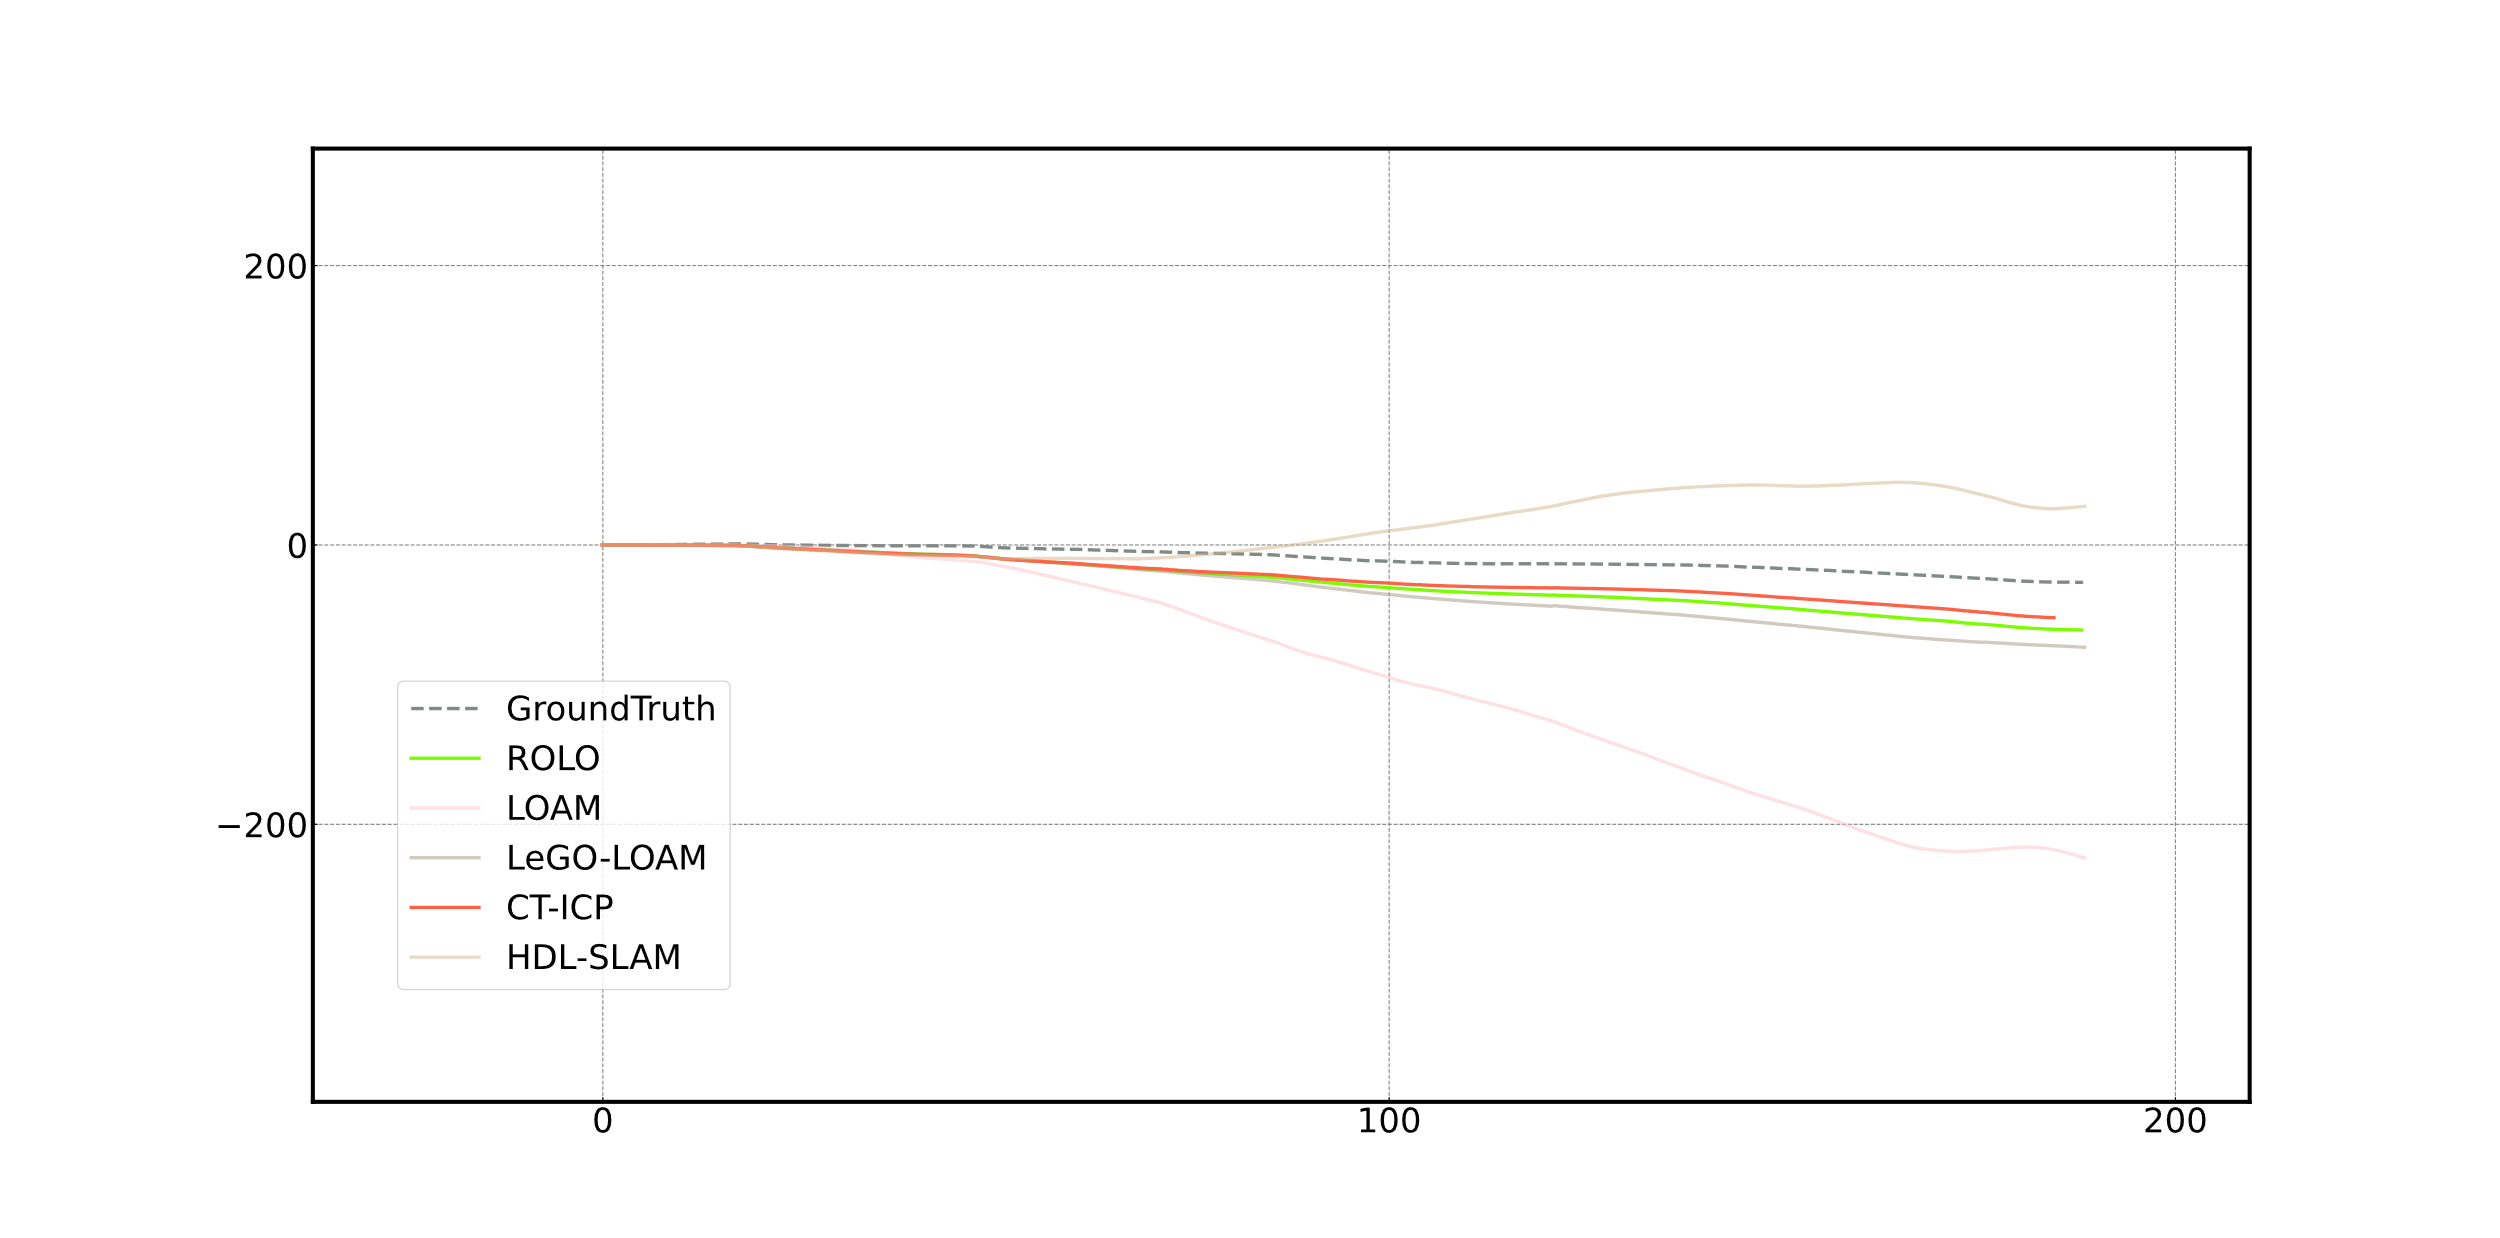 200
0
−200
GroundTruth
ROLO
LOAM
LeGO-LOAM
CT-ICP
HDL-SLAM
0 100 200